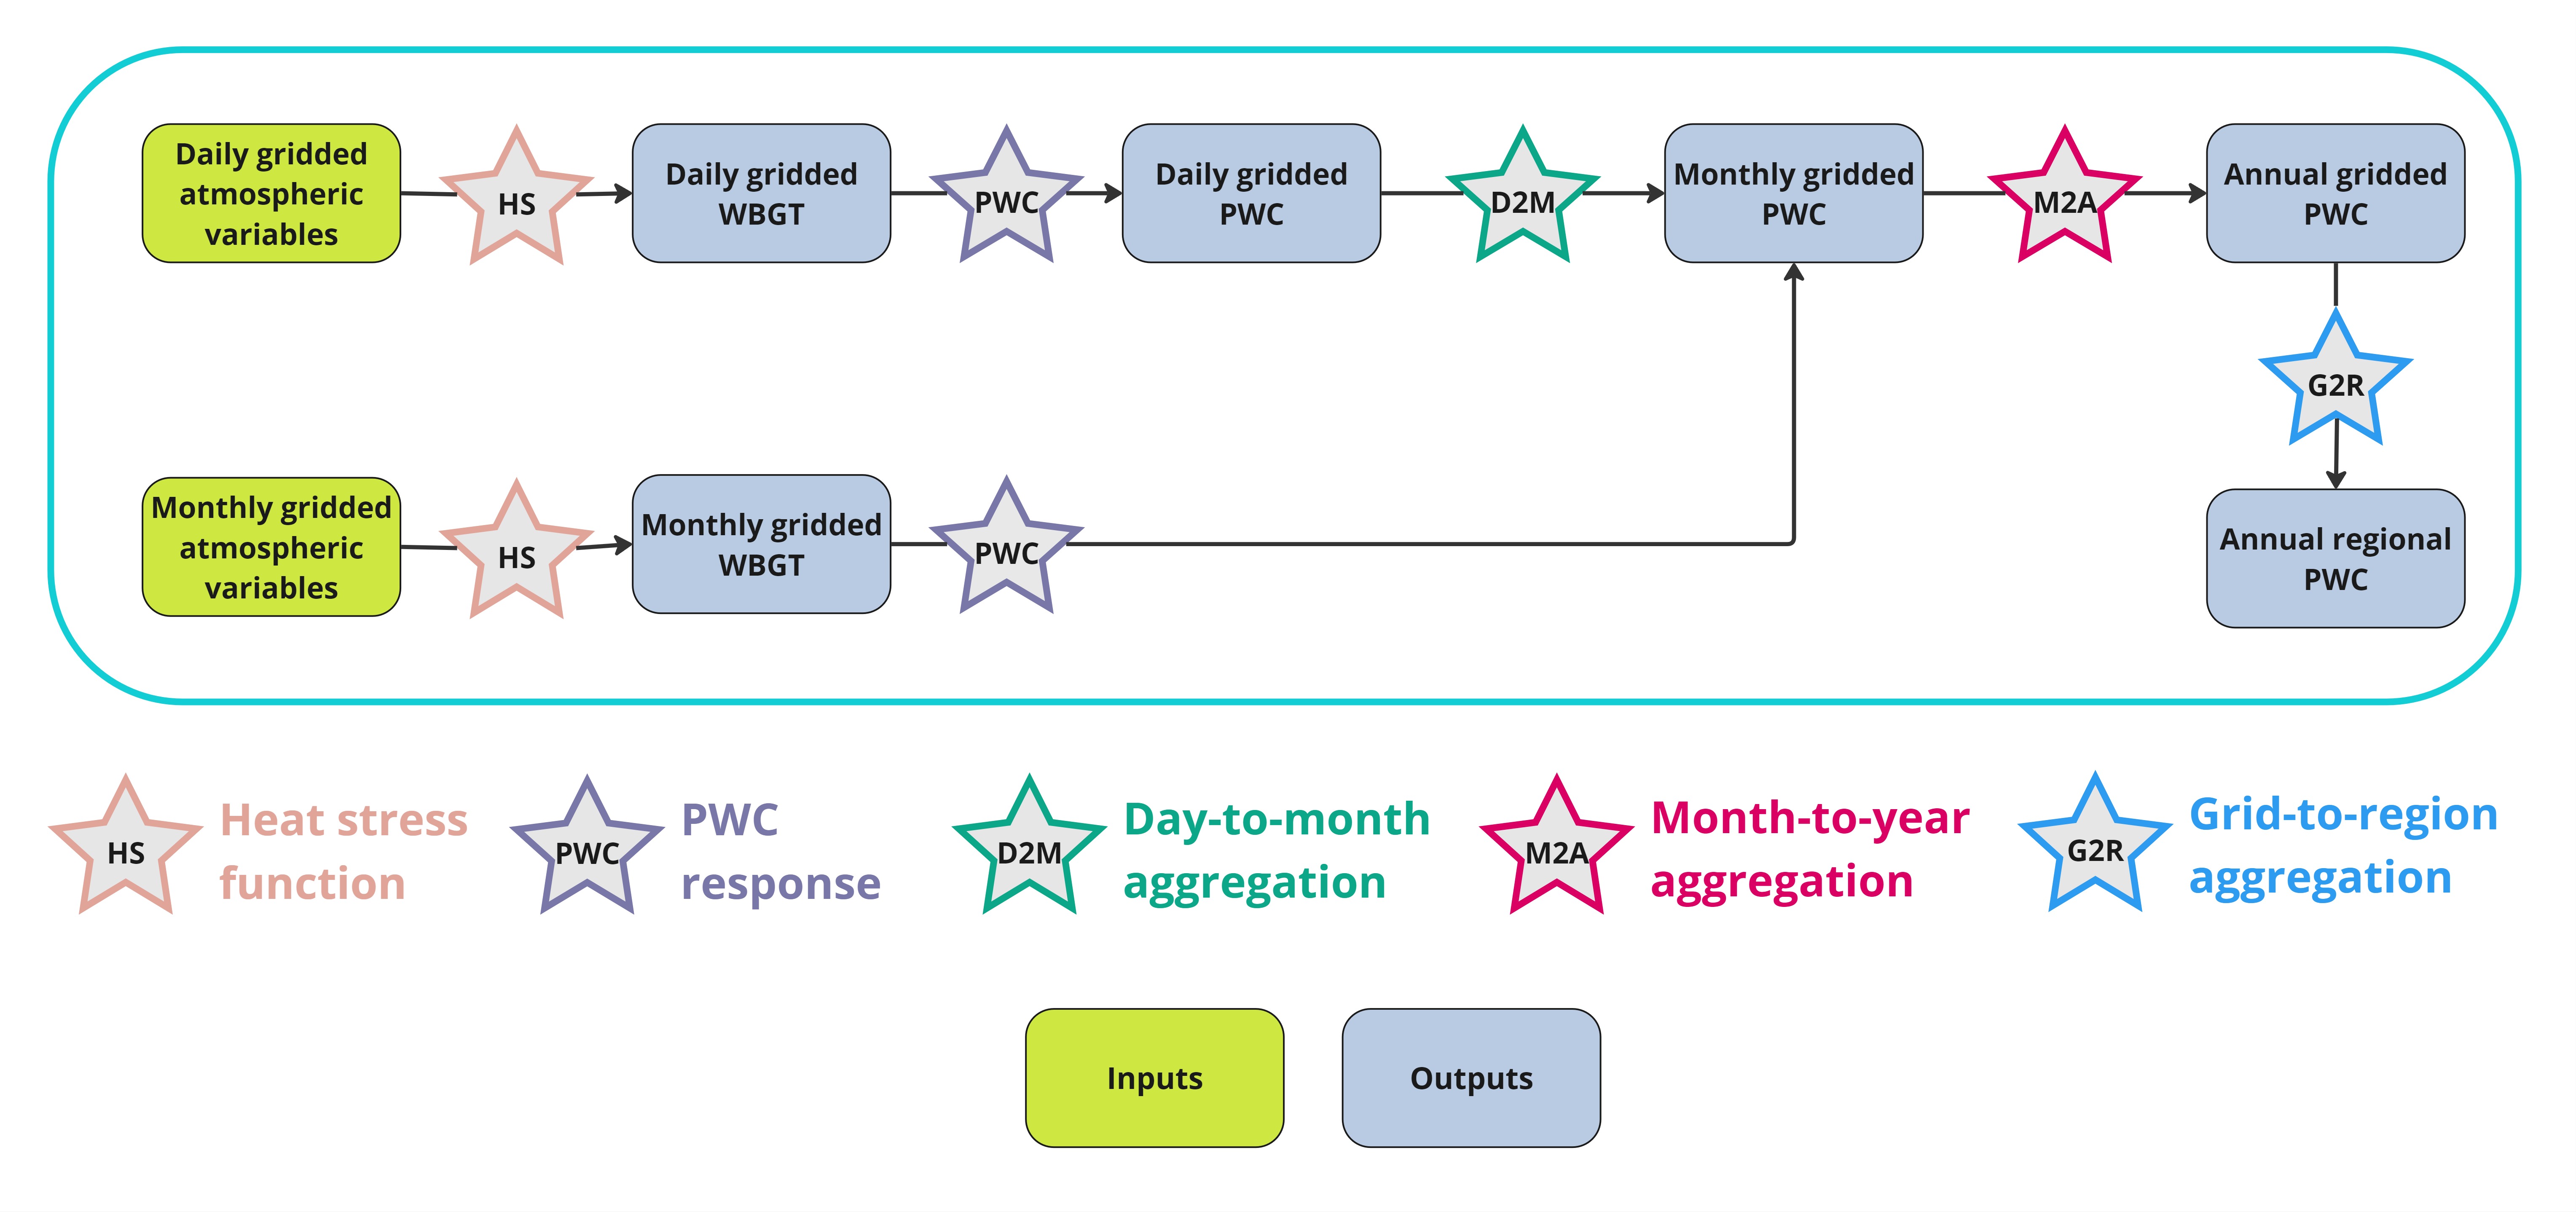 Daily gridded
atmospheric
variables
HS
Daily gridded
WBGT
PWC
Daily gridded
PWC
D2M
Monthly gridded
PWC
M2A
Annual gridded
PWC
G2R
Monthly gridded
atmospheric
variables
HS
Monthly gridded
WBGT
PWC
Annual regional
PWC
HS
Heat stress
function
PWC
PWC
response
D2M
Day-to-month
aggregation
M2A
Month-to-year
aggregation
G2R
Grid-to-region
aggregation
Inputs
Outputs